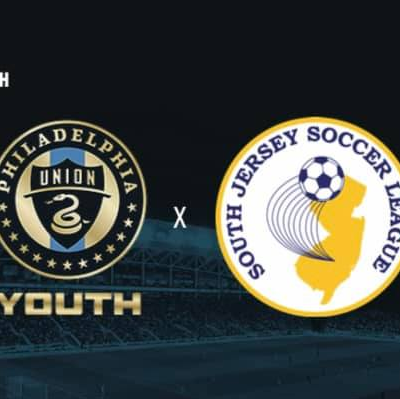 H
PHILADELPHIA
UNION
YOUTH
X
SOUTH JERSEY SOCCER LEAGUE